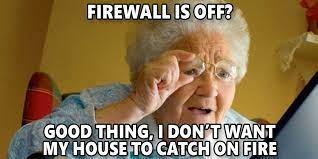 FIREWALL IS OFF?
GOOD THING, I DON'T WANT
MY HOUSE TO CATCH ON FIRE